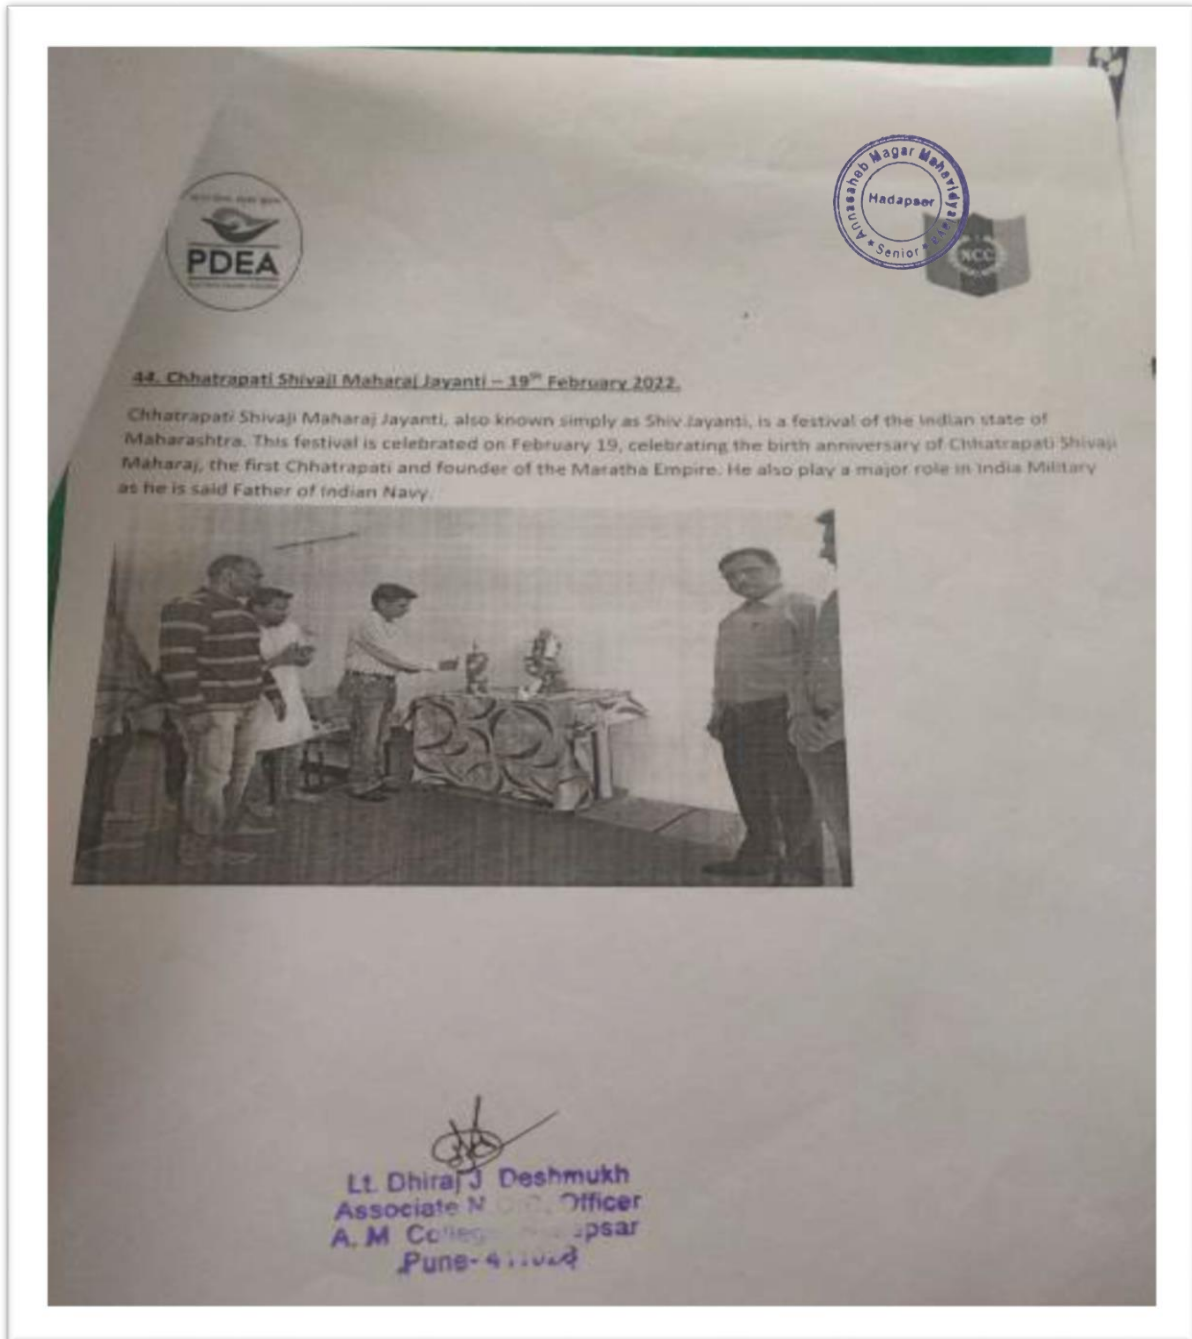 PDEA
Annasaheb Magar Mahavidyalaya
Hadapser
* Senior *
NCC
44. Chhatrapati Shivaji Maharaj Jayanti – 19th February 2022.
Chhatrapati Shivaji Maharaj Jayanti, also known simply as Shiv Jayanti, is a festival of the Indian state of
Maharashtra. This festival is celebrated on February 19, celebrating the birth anniversary of Chhatrapati Shivaji
Maharaj, the first Chhatrapati and founder of the Maratha Empire. He also play a major role in India Military
as he is said Father of Indian Navy.
Lt. Dhiraj J Deshmukh
Associate N Officer
A. M
Pune-